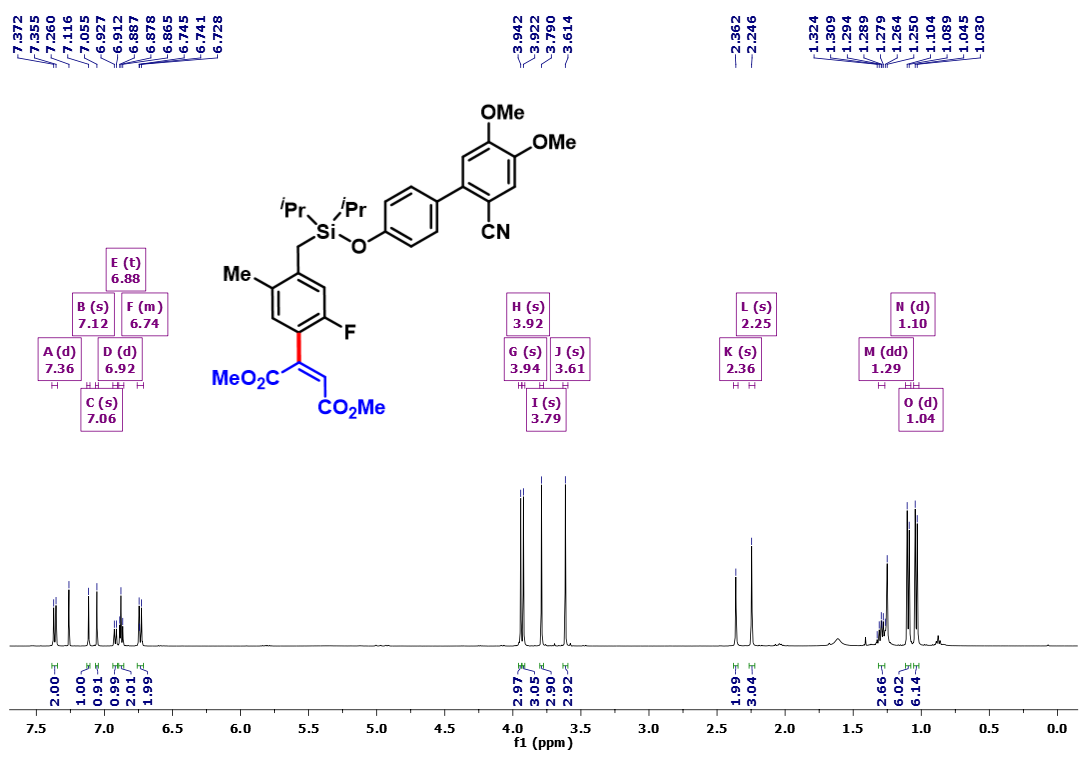 7.372
7.355
7.260
7.116
7.055
6.927
6.912
6.887
6.878
6.865
6.745
6.741
6.728
3.942
3.922
3.790
3.614
2.362
2.246
1.324
1.309
1.294
1.289
1.279
1.264
1.250
1.104
1.089
1.045
1.030
OMe
OMe
iPr
iPr
Si
O
CN
Me
F
MeO2C
CO2Me
E (t)
6.88
B (s)
7.12
F (m)
6.74
A (d)
7.36
D (d)
6.92
C (s)
7.06
H (s)
3.92
G (s)
3.94
J (s)
3.61
I (s)
3.79
L (s)
2.25
K (s)
2.36
N (d)
1.10
M (dd)
1.29
O (d)
1.04
2.00
1.00
0.91
0.99
2.01
1.99
2.97
3.05
2.90
2.92
1.99
3.04
2.66
6.02
6.14
7.5 7.0 6.5 6.0 5.5 5.0 4.5 4.0 3.5 3.0 2.5 2.0 1.5 1.0 0.5 0.0
f1 (ppm)